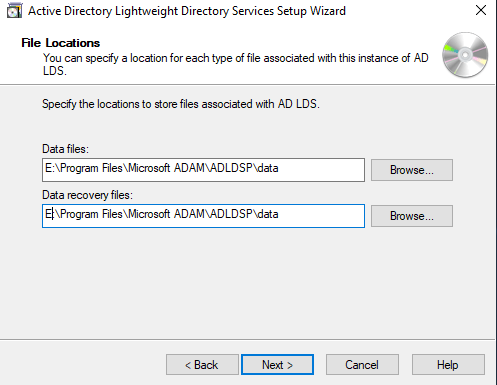 Active Directory Lightweight Directory Services Setup Wizard
File Locations
You can specify a location for each type of file associated with this instance of AD
LDS.
Specify the locations to store files associated with AD LDS.
Data files:
E:\Program Files\Microsoft ADAM\ADLDSP\data
Browse...
Data recovery files:
E:\Program Files\Microsoft ADAM\ADLDSP\data
Browse...
< Back
Next >
Cancel
Help